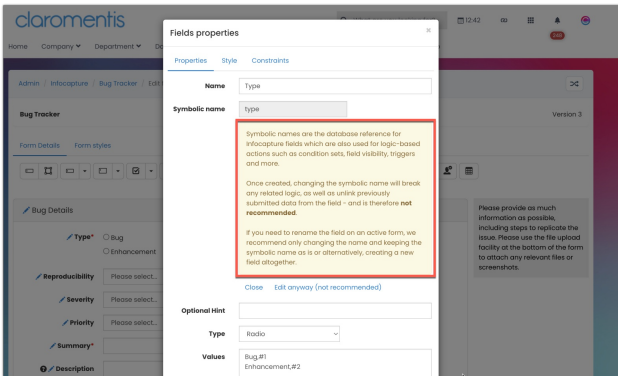 claromentis
12:42
Home Company Department
Admin / Infocapture / Bug Tracker / Edit
Bug Tracker
Version 3
Form Details Form styles
Bug Details
Type*
Bug
Enhancement
Reproducibility
Please select...
Severity
Please select...
Priority
Please select...
Summary*
Description
Fields properties
×
Properties Style Constraints
Name
Type
Symbolic name
type
Symbolic names are the database reference for
infocapture fields which are also used for logic-based
actions such as condition sets, field visibility, triggers
and more.
Once created, changing the symbolic name will break
any related logic, as well as unlink previously
submitted data from the field - and is therefore not
recommended.
If you need to rename the field on an active form, we
recommend only changing the name and keeping the
symbolic name as is or alternatively, creating a new
field altogether.
Close Edit anyway (not recommended)
Optional Hint
Type
Radio
Values
Bug,#1
Enhancement,#2
Please provide as much
information as possible,
including steps to replicate the
issue. Please use the file upload
facility at the bottom of the form
to attach any relevant files or
screenshots.